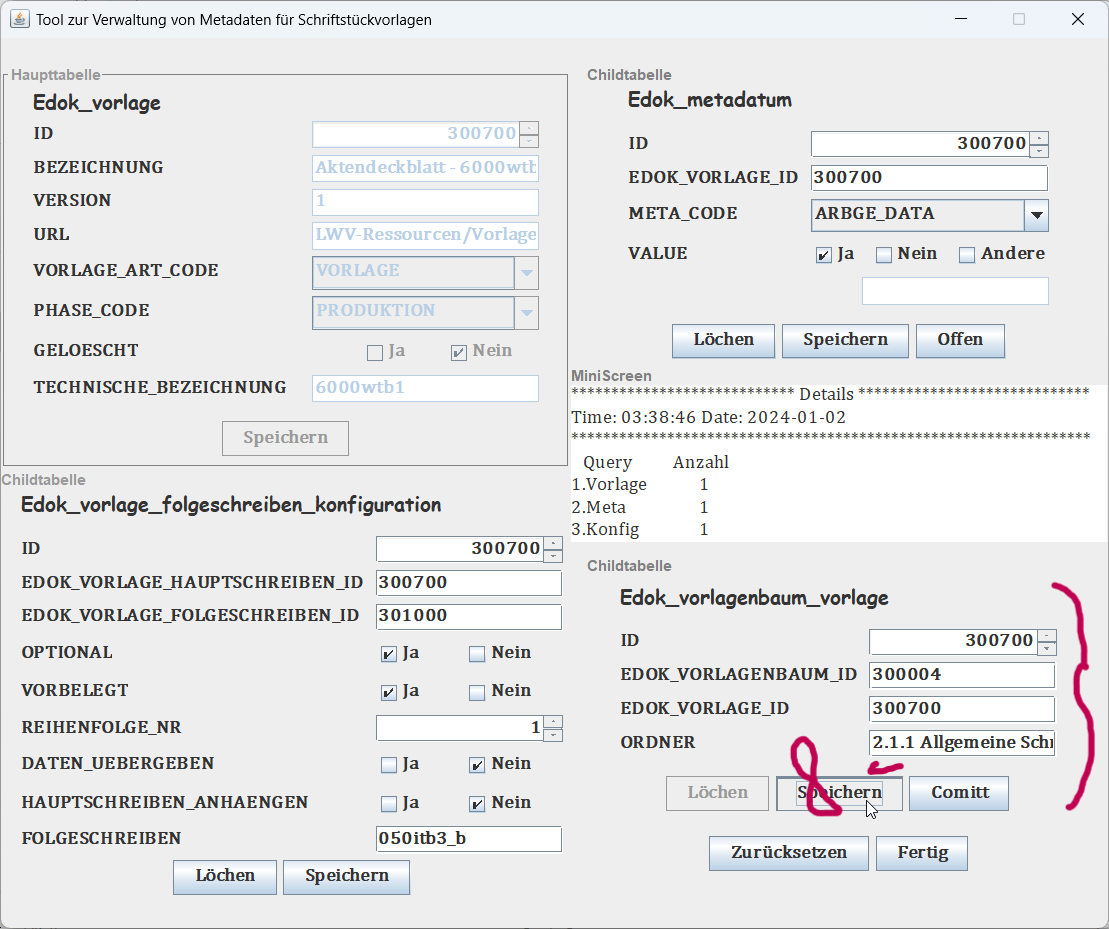 Tool zur Verwaltung von Metadaten für Schriftstückvorlagen
Haupttabelle
Edok_vorlage
ID 300700
BEZEICHNUNG Aktendeckblatt - 6000wtb
VERSION 1
URL LWV-Ressourcen/Vorlage
VORLAGE_ART_CODE VORLAGE
PHASE_CODE PRODUKTION
GELOESCHT Ja Nein
TECHNISCHE_BEZEICHNUNG 6000wtb1
Speichern
Childtabelle
Edok_vorlage_folgeschreiben_konfiguration
ID 300700
EDOK_VORLAGE_HAUPTSCHREIBEN_ID 300700
EDOK_VORLAGE_FOLGESCHREIBEN_ID 301000
OPTIONAL Ja Nein
VORBELEGT Ja Nein
REIHENFOLGE_NR 1
DATEN_UEBERGEBEN Ja Nein
HAUPTSCHREIBEN_ANHAENGEN Ja Nein
FOLGESCHREIBEN 050itb3_b
Löchen Speichern
Childtabelle
Edok_metadatum
ID 300700
EDOK_VORLAGE_ID 300700
META_CODE ARBGE_DATA
VALUE Ja Nein Andere
Löchen Speichern Offen
MiniScreen
*************************** Details ****************************
Time: 03:38:46 Date: 2024-01-02
***************************************************************
Query Anzahl
1.Vorlage 1
2.Meta 1
3.Konfig 1
Childtabelle
Edok_vorlagenbaum_vorlage
ID 300700
EDOK_VORLAGENBAUM_ID 300004
EDOK_VORLAGE_ID 300700
ORDNER 2.1.1 Allgemeine Schr
Löchen Speichern Comitt
Zurücksetzen Fertig